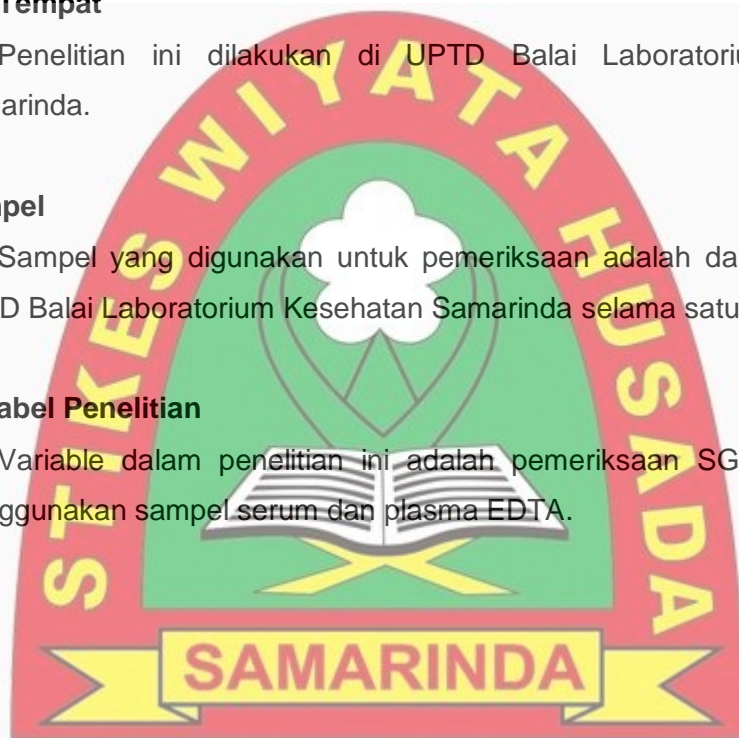 Tempat
Penelitian ini dilakukan di UPTD Balai Laboratoriu
arinda.
pel
Sampel yang digunakan untuk pemeriksaan adalah da
D Balai Laboratorium Kesehatan Samarinda selama satu
abel Penelitian
Variable dalam penelitian ini adalah pemeriksaan SG
ggunakan sampel serum dan plasma EDTA.
STIKES WIYATA HUSADA
SAMARINDA